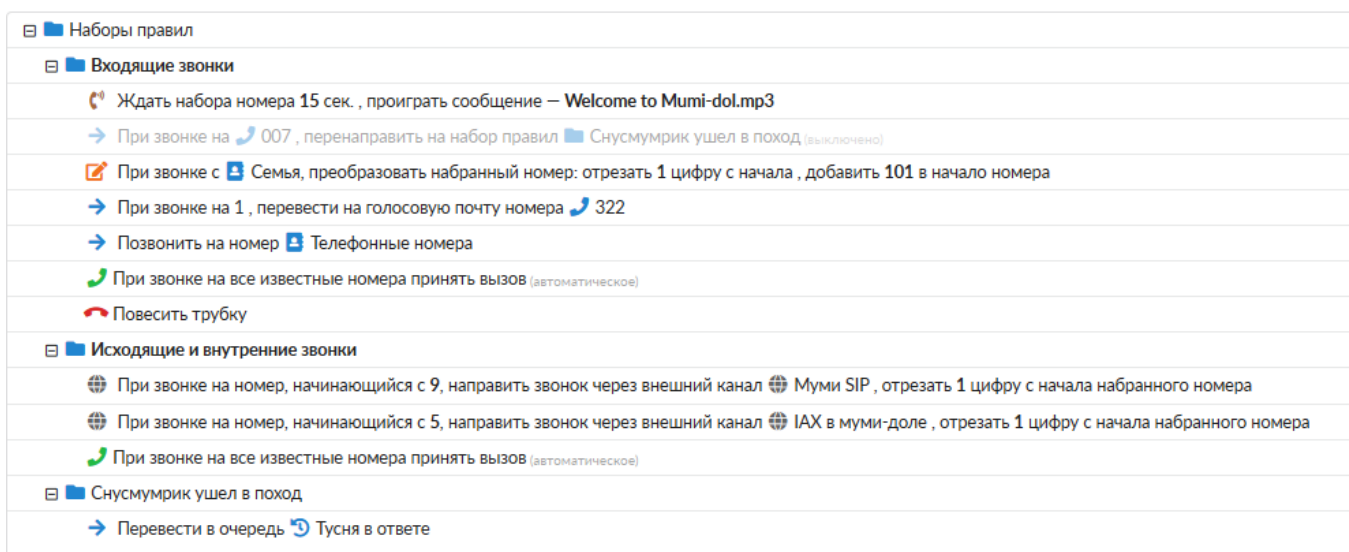 Наборы правил
Входящие звонки
Ждать набора номера 15 сек. , проиграть сообщение — Welcome to Mumi-dol.mp3
При звонке на 007 , перенаправить на набор правил Снусмумрик ушел в поход (выключено)
При звонке с Семья, преобразовать набранный номер: отрезать 1 цифру с начала , добавить 101 в начало номера
При звонке на 1 , перевести на голосовую почту номера 322
Позвонить на номер Телефонные номера
При звонке на все известные номера принять вызов (автоматическое)
Повесить трубку
Исходящие и внутренние звонки
При звонке на номер, начинающийся с 9, направить звонок через внешний канал Муми SIP , отрезать 1 цифру с начала набранного номера
При звонке на номер, начинающийся с 5, направить звонок через внешний канал IAX в муми-доле , отрезать 1 цифру с начала набранного номера
При звонке на все известные номера принять вызов (автоматическое)
Снусмумрик ушел в поход
Перевести в очередь Тусня в ответе